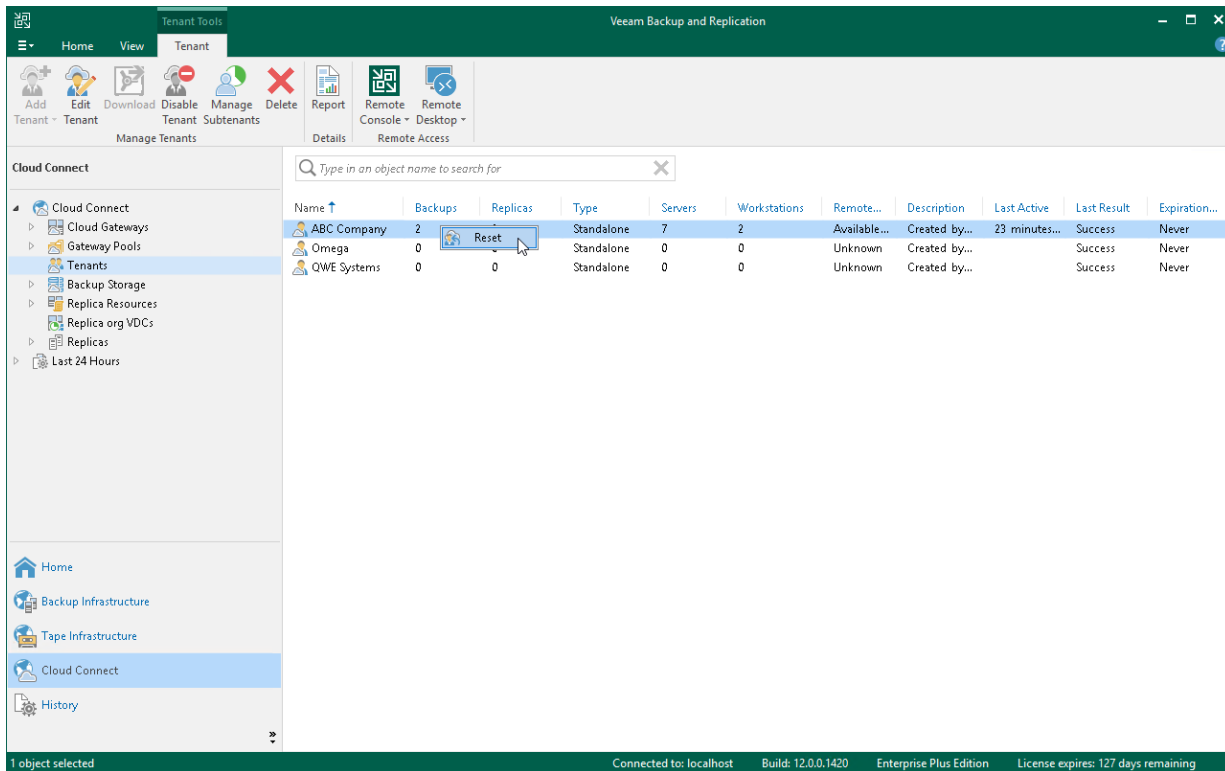 Tenant Tools
Veeam Backup and Replication
Home View Tenant
Add Tenant
Edit Tenant
Download
Disable Tenant
Manage Subtenants
Delete
Report
Remote Console
Remote Desktop
Manage Tenants
Details
Remote Access
Cloud Connect
Type in an object name to search for
Cloud Connect
Cloud Gateways
Gateway Pools
Tenants
Backup Storage
Replica Resources
Replica org VDCs
Replicas
Last 24 Hours
Name Backups Replicas Type Servers Workstations Remote... Description Last Active Last Result Expiration...
ABC Company 2 Standalone 7 2 Available... Created by... 23 minutes... Success Never
Reset
Omega 0 Standalone 0 0 Unknown Created by... Success Never
QWE Systems 0 0 Standalone 0 0 Unknown Created by... Success Never
Home
Backup Infrastructure
Tape Infrastructure
Cloud Connect
History
1 object selected
Connected to: localhost
Build: 12.0.0.1420
Enterprise Plus Edition
License expires: 127 days remaining